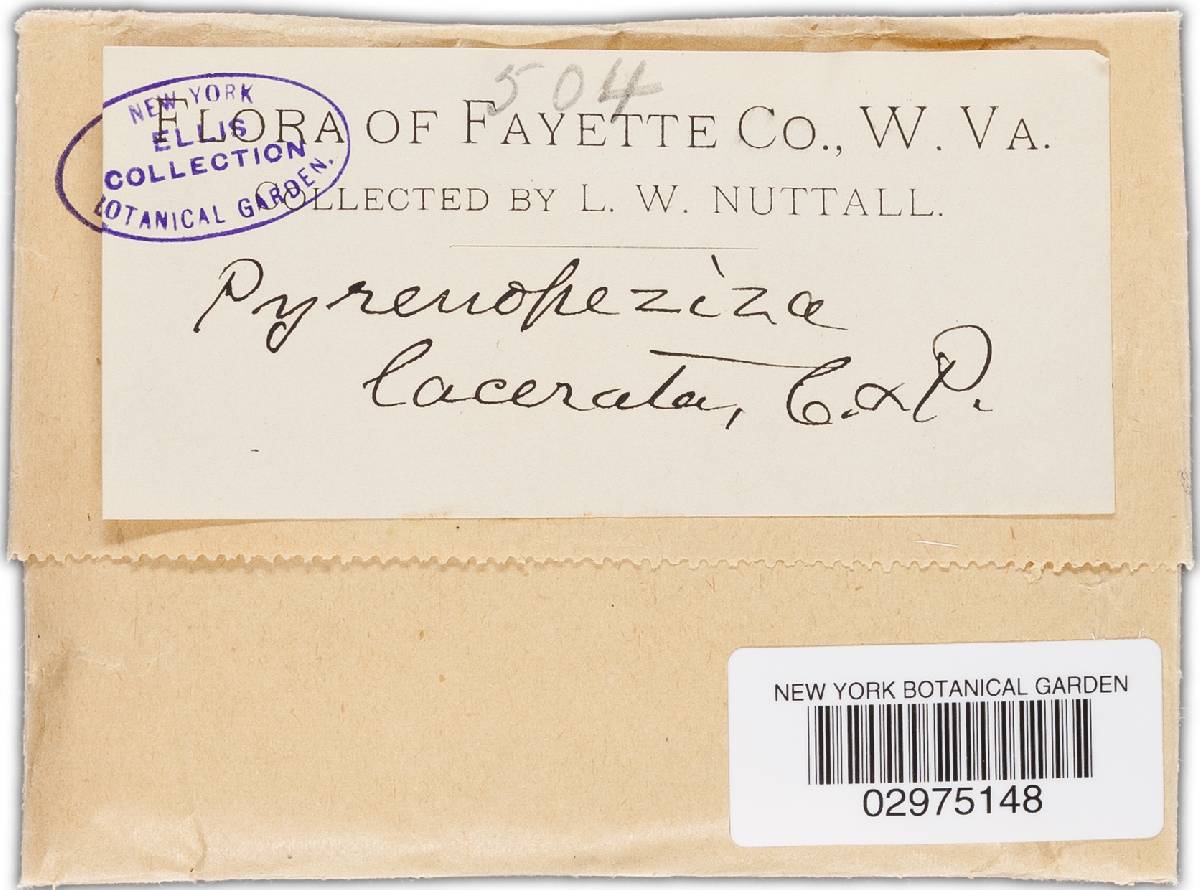 504
FLORA OF FAYETTE CO., W. VA.
COLLECTED BY L. W. NUTTALL.
NEW YORK
ELLIS
COLLECTION
BOTANICAL GARDEN.
Pyrenopeziza
lacerata, C. & P.
NEW YORK BOTANICAL GARDEN
02975148